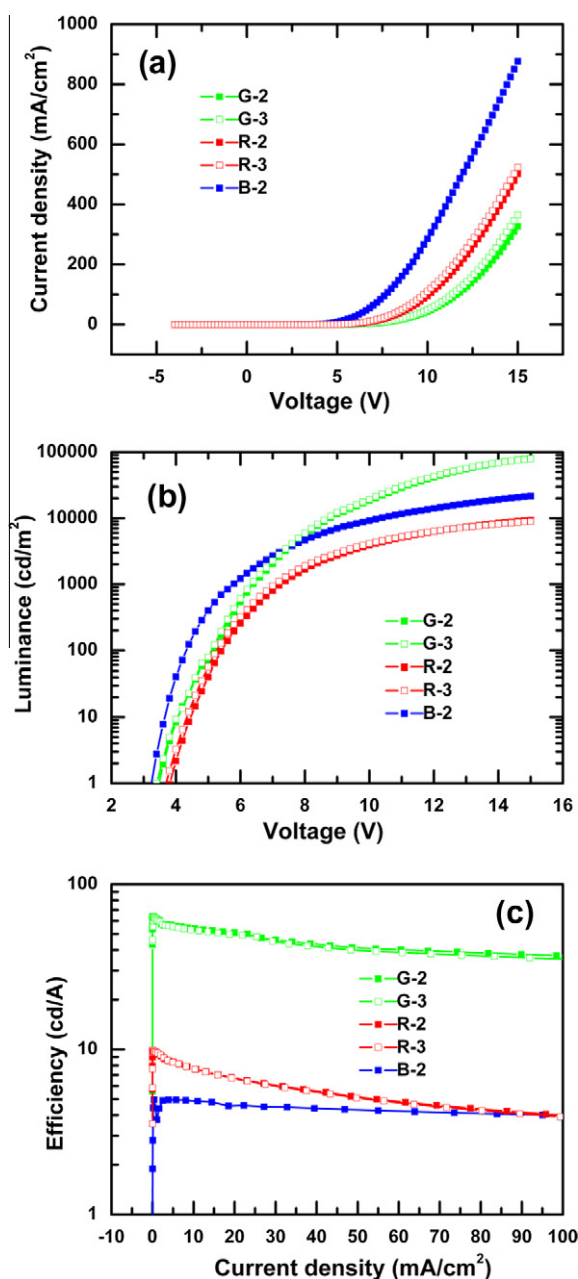 1000
800
600
400
200
0
Current density (mA/cm²)
(a)
G-2
G-3
R-2
R-3
B-2
-5 0 5 10 15
Voltage (V)
100000
10000
1000
100
10
1
Luminance (cd/m²)
(b)
G-2
G-3
R-2
R-3
B-2
2 4 6 8 10 12 14 16
Voltage (V)
100
10
1
Efficiency (cd/A)
(c)
G-2
G-3
R-2
R-3
B-2
-10 0 10 20 30 40 50 60 70 80 90 100
Current density (mA/cm²)